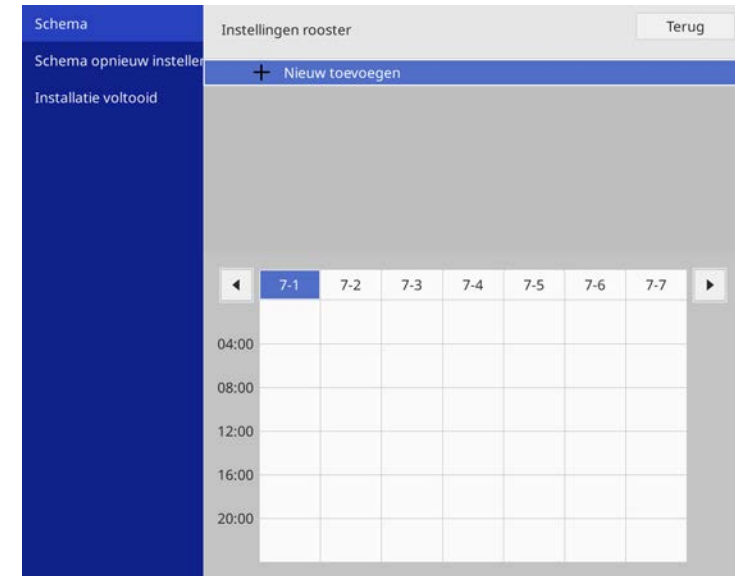 Schema
Schema opnieuw instellen
Installatie voltooid
Instellingen rooster
Terug
Nieuw toevoegen
7-1 7-2 7-3 7-4 7-5 7-6 7-7
04:00
08:00
12:00
16:00
20:00